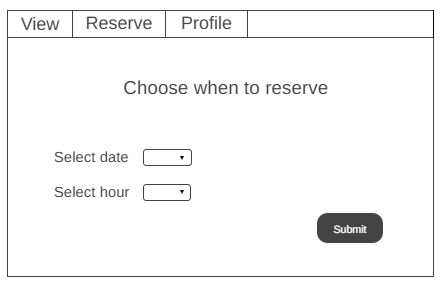 View Reserve Profile
Choose when to reserve
Select date
Select hour
Submit